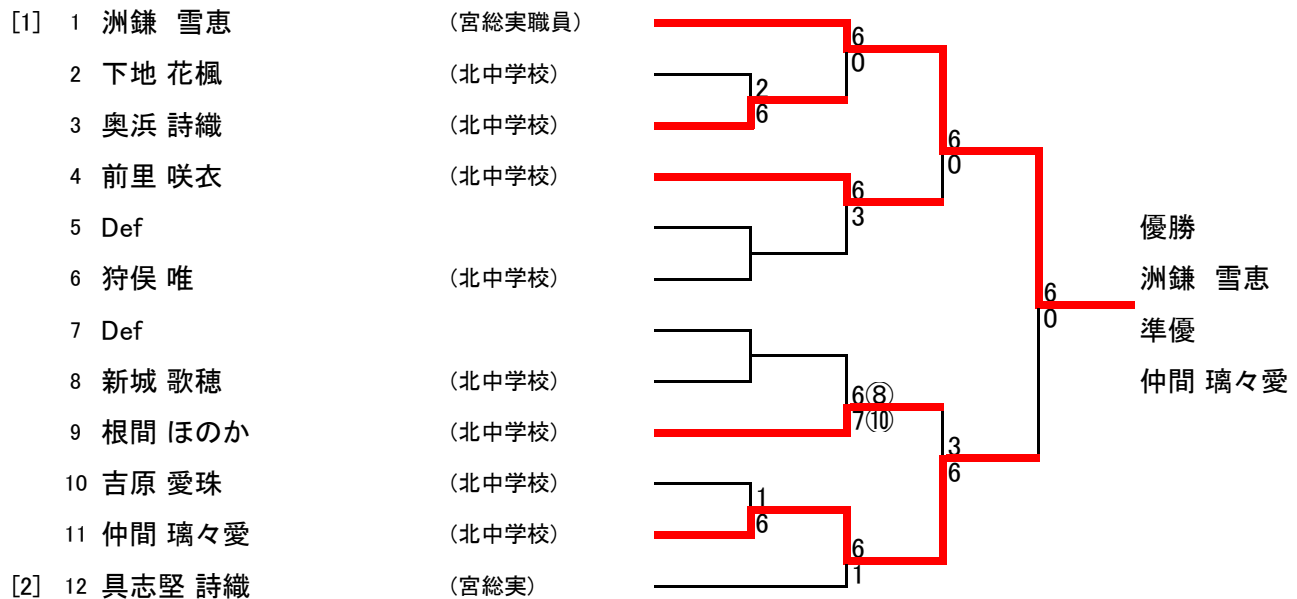 [1] 1 洲鎌　雪恵 （宮総実職員）
6
0
2 下地 花楓 （北中学校）
2
6
3 奥浜 詩織 （北中学校）
6
0
4 前里 咲衣 （北中学校）
6
3
5 Def
優勝
6 狩俣 唯 （北中学校）
洲鎌　雪恵
6
0
7 Def
準優
8 新城 歌穂 （北中学校）
仲間 璃々愛
6⑧
7⑩
9 根間 ほのか （北中学校）
3
6
10 吉原 愛珠 （北中学校）
1
6
11 仲間 璃々愛 （北中学校）
6
1
[2] 12 具志堅 詩織 （宮総実）